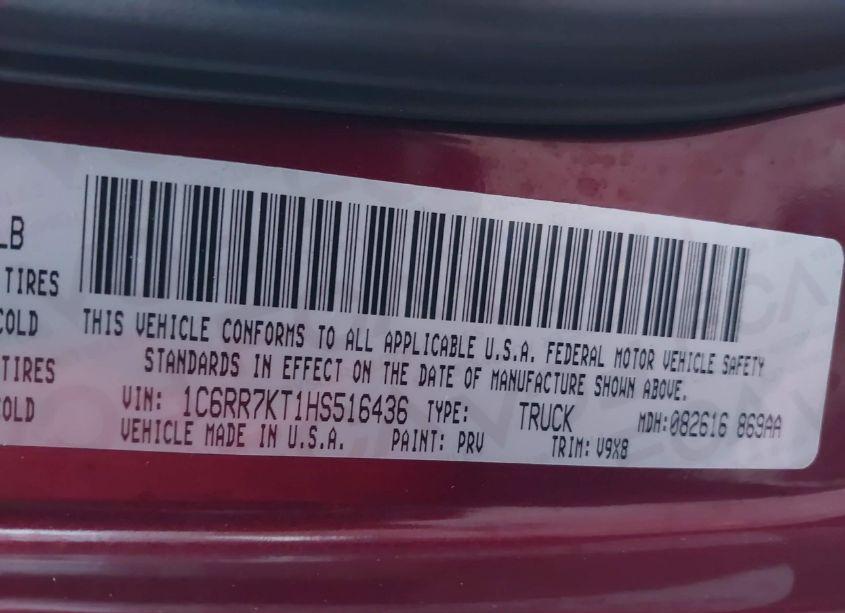 LB
TIRES
COLD
TIRES
COLD
THIS VEHICLE CONFORMS TO ALL APPLICABLE U.S.A. FEDERAL MOTOR VEHICLE SAFETY
STANDARDS IN EFFECT ON THE DATE OF MANUFACTURE SHOWN ABOVE.
VIN: 1C6RR7KT1HS516436 TYPE: TRUCK MDH: 082616 869AA
VEHICLE MADE IN U.S.A. PAINT: PRV TRIM: V9X8